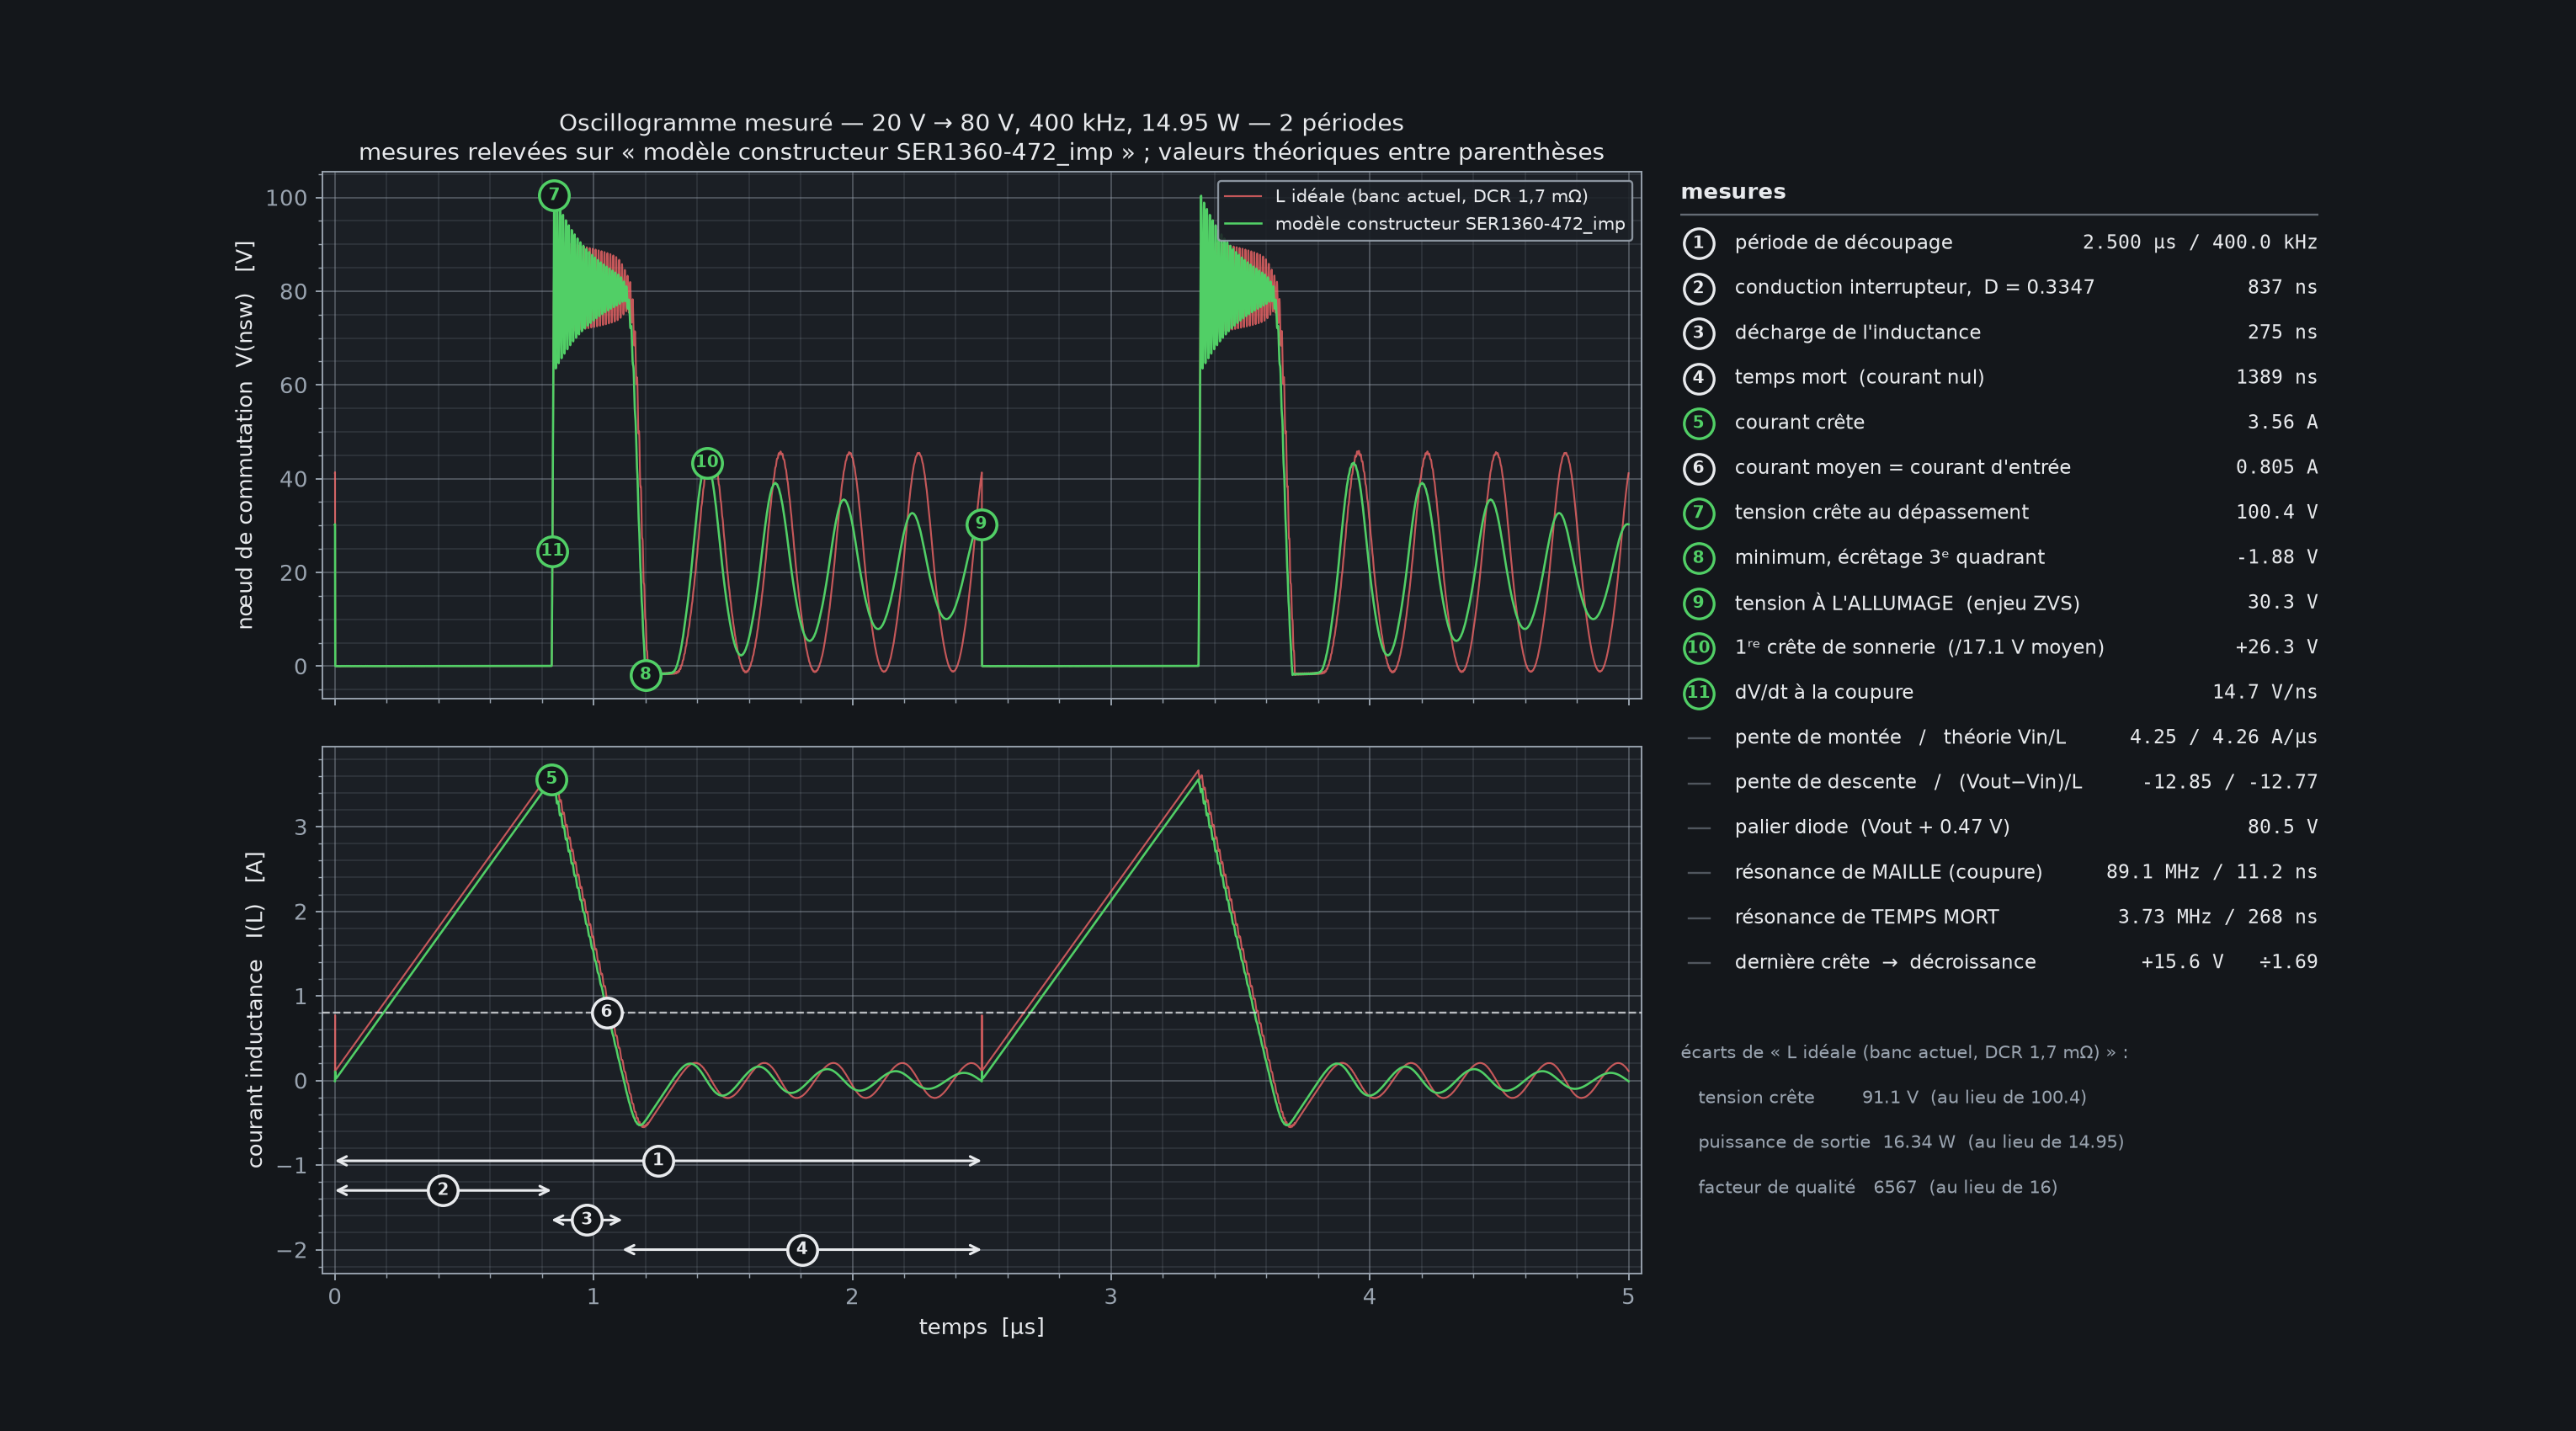 Oscillogramme mesuré — 20 V → 80 V, 400 kHz, 14.95 W — 2 périodes
mesures relevées sur « modèle constructeur SER1360-472_imp » ; valeurs théoriques entre parenthèses
nœud de commutation V(nsw) [V]
100
80
60
40
20
0
L idéale (banc actuel, DCR 1,7 mΩ)
modèle constructeur SER1360-472_imp
7
11
8
10
9
courant inductance I(L) [A]
3
2
1
0
−1
−2
5
6
1
2
3
4
0
1
2
3
4
5
temps [µs]
mesures
1 période de découpage 2.500 µs / 400.0 kHz
2 conduction interrupteur, D = 0.3347 837 ns
3 décharge de l'inductance 275 ns
4 temps mort (courant nul) 1389 ns
5 courant crête 3.56 A
6 courant moyen = courant d'entrée 0.805 A
7 tension crête au dépassement 100.4 V
8 minimum, écrêtage 3ᵉ quadrant -1.88 V
9 tension À L'ALLUMAGE (enjeu ZVS) 30.3 V
10 1ʳᵉ crête de sonnerie (/17.1 V moyen) +26.3 V
11 dV/dt à la coupure 14.7 V/ns
— pente de montée / théorie Vin/L 4.25 / 4.26 A/µs
— pente de descente / (Vout−Vin)/L -12.85 / -12.77
— palier diode (Vout + 0.47 V) 80.5 V
— résonance de MAILLE (coupure) 89.1 MHz / 11.2 ns
— résonance de TEMPS MORT 3.73 MHz / 268 ns
— dernière crête → décroissance +15.6 V ÷1.69
écarts de « L idéale (banc actuel, DCR 1,7 mΩ) » :
tension crête 91.1 V (au lieu de 100.4)
puissance de sortie 16.34 W (au lieu de 14.95)
facteur de qualité 6567 (au lieu de 16)